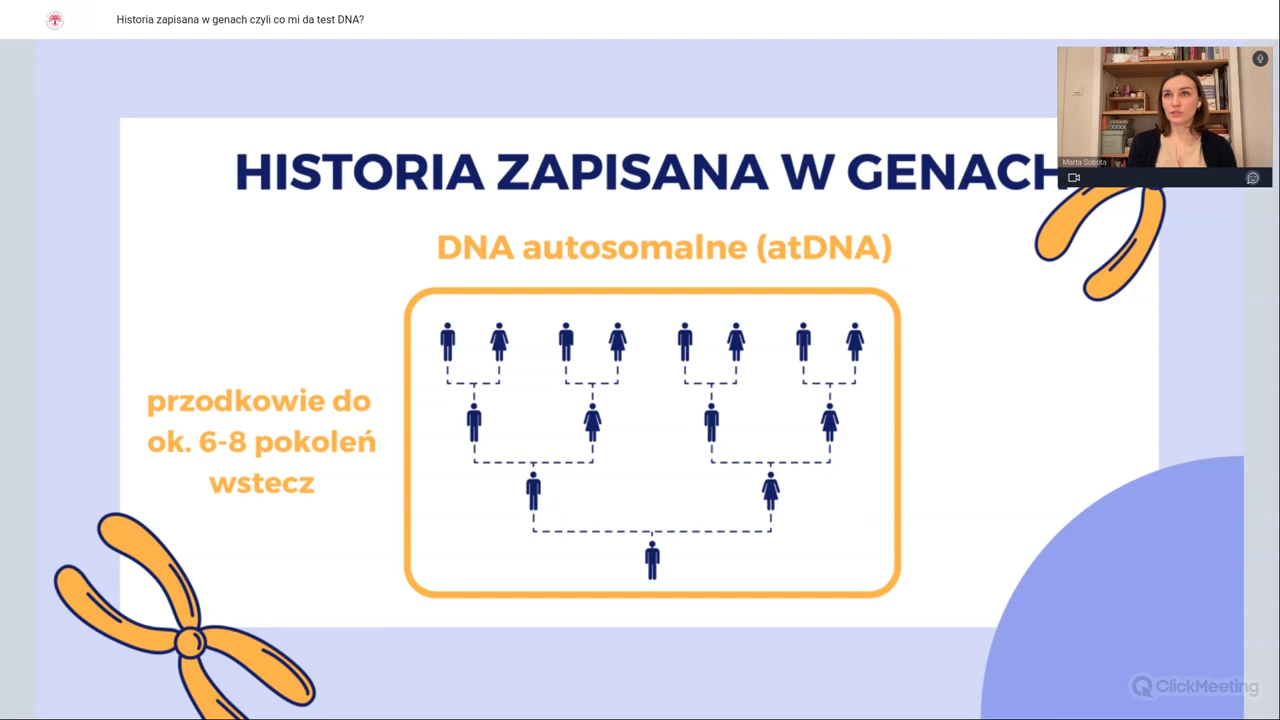 Historia zapisana w genach czyli co mi da test DNA?
Marta Sobota
HISTORIA ZAPISANA W GENACH
DNA autosomalne (atDNA)
przodkowie do
ok. 6-8 pokoleń
wstecz
ClickMeeting